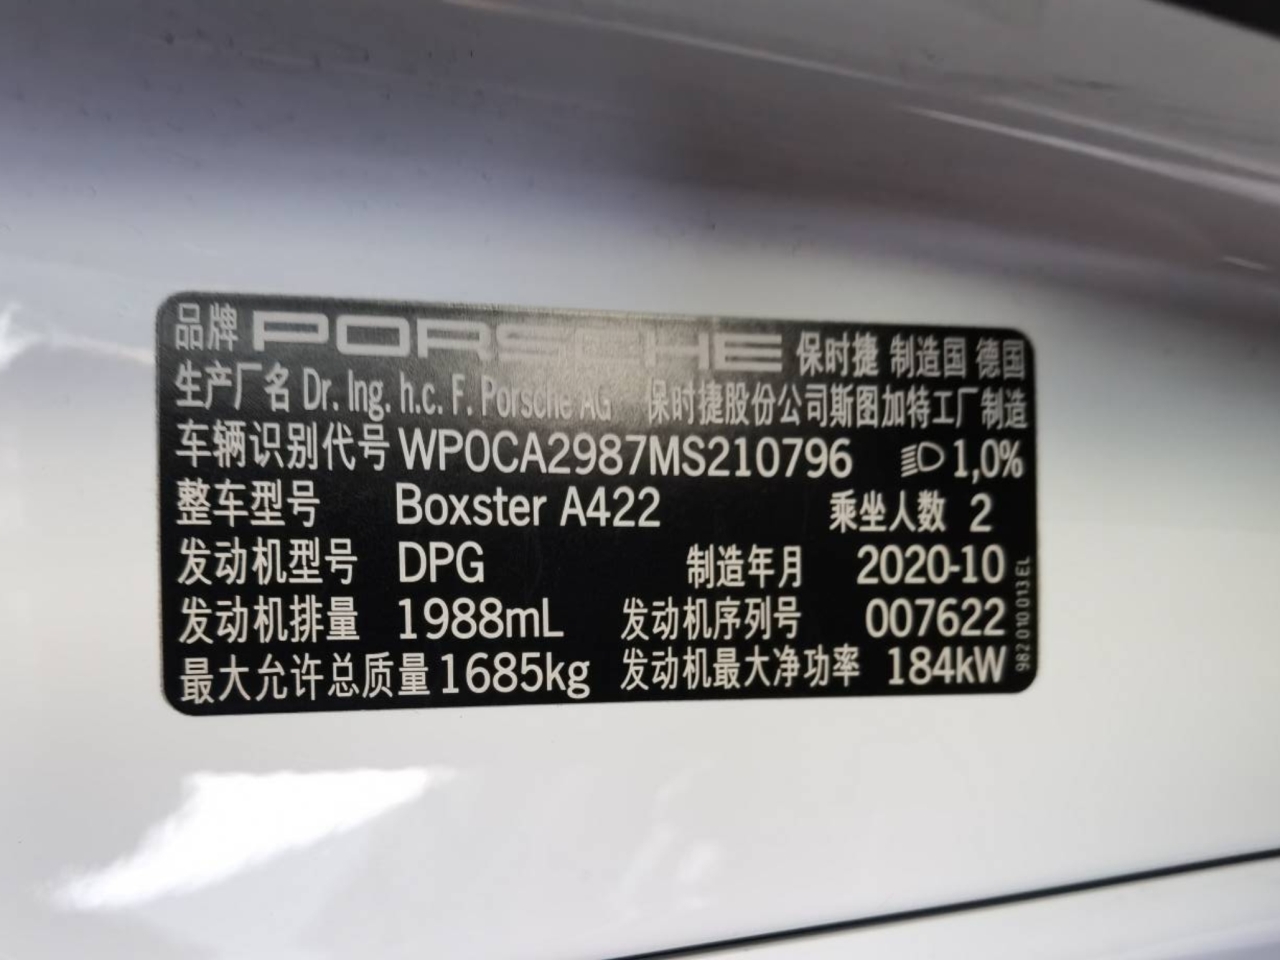 品牌 PORSCHE 保时捷 制造国 德国
生产厂名 Dr. Ing. h.c. F. Porsche AG 保时捷股份公司斯图加特工厂制造
车辆识别代号 WP0CA2987MS210796 1,0%
整车型号 Boxster A422 乘坐人数 2
发动机型号 DPG 制造年月 2020-10
发动机排量 1988mL 发动机序列号 007622
最大允许总质量 1685kg 发动机最大净功率 184kW
982 010 013 EL